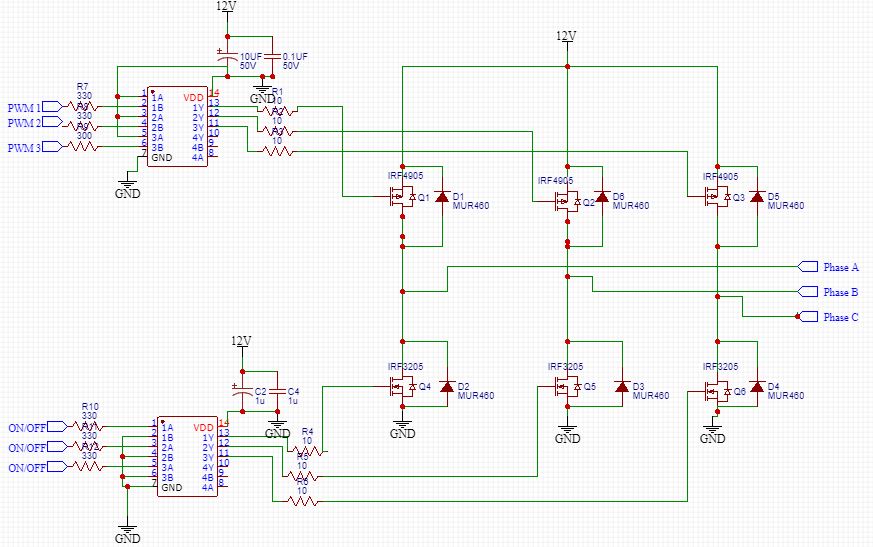 12V
10UF 0.1UF
50V 50V
12V
GND
R7
330
PWM 1
R8
330
PWM 2
R9
300
PWM 3
1 1A VDD 14
2 1B 1Y 13
3 2A 2Y 12
4 2B 3Y 11
5 3A 4Y 10
6 3B 4B 9
7 GND 4A 8
GND
R1
10
R2
10
R3
10
IRF4905 IRF4905 IRF4905
Q1 D1 MUR460
Q2 D6 MUR460
Q3 D5 MUR460
Phase A
Phase B
Phase C
12V
C2 C4
1u 1u
GND
R10
330
ON/OFF
330
ON/OFF
330
ON/OFF
1 1A VDD 14
2 1B 1Y 13
3 2A 2Y 12
4 2B 3Y 11
5 3A 4Y 10
6 3B 4B 9
7 GND 4A 8
GND
R4
10
R5
10
R6
10
IRF3205 IRF3205 IRF3205
Q4 D2 MUR460
Q5 D3 MUR460
Q6 D4 MUR460
GND GND GND